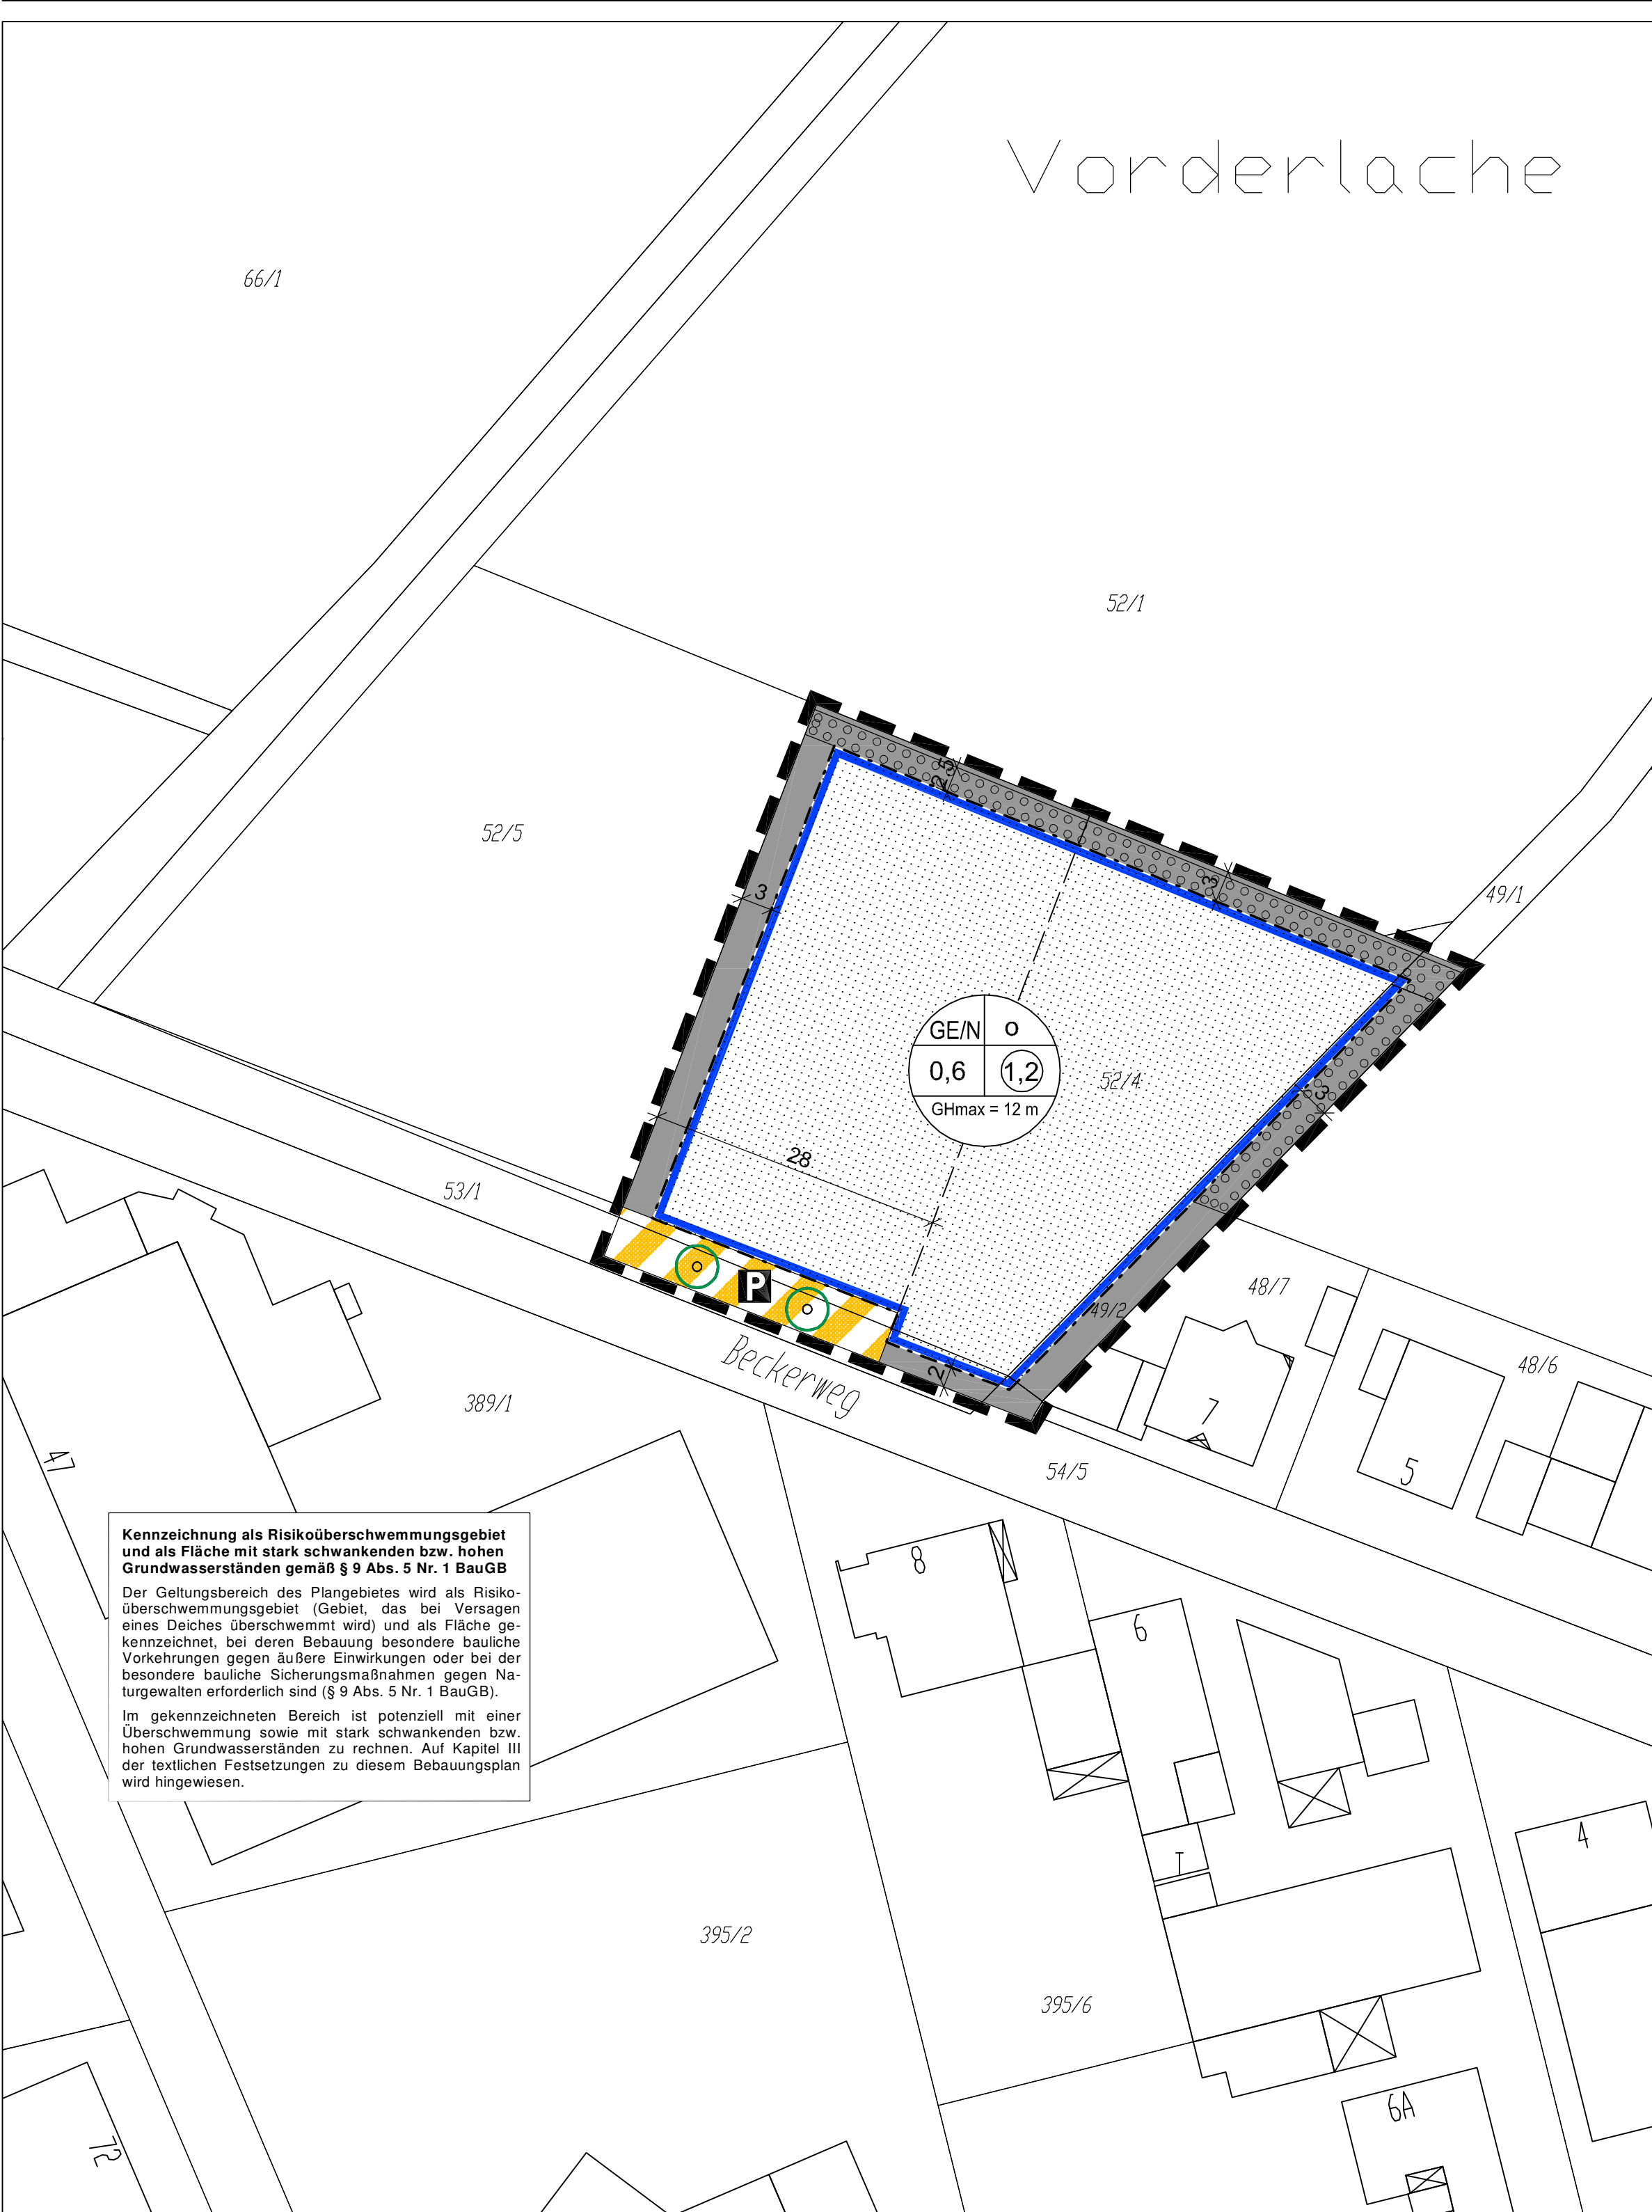 Vorderlache
66/1
52/1
52/5
49/1
2,5
3
3
GE/N o
0,6 1,2
GHmax = 12 m
52/4
3
28
53/1
P
48/7
49/2
48/6
2
Beckerweg
389/1
7
5
47
54/5
Kennzeichnung als Risikoüberschwemmungsgebiet
und als Fläche mit stark schwankenden bzw. hohen
Grundwasserständen gemäß § 9 Abs. 5 Nr. 1 BauGB
Der Geltungsbereich des Plangebietes wird als Risiko-
überschwemmungsgebiet (Gebiet, das bei Versagen
eines Deiches überschwemmt wird) und als Fläche ge-
kennzeichnet, bei deren Bebauung besondere bauliche
Vorkehrungen gegen äußere Einwirkungen oder bei der
besondere bauliche Sicherungsmaßnahmen gegen Na-
turgewalten erforderlich sind (§ 9 Abs. 5 Nr. 1 BauGB).
Im gekennzeichneten Bereich ist potenziell mit einer
Überschwemmung sowie mit stark schwankenden bzw.
hohen Grundwasserständen zu rechnen. Auf Kapitel III
der textlichen Festsetzungen zu diesem Bebauungsplan
wird hingewiesen.
8
6
4
T
395/2
395/6
6A
72